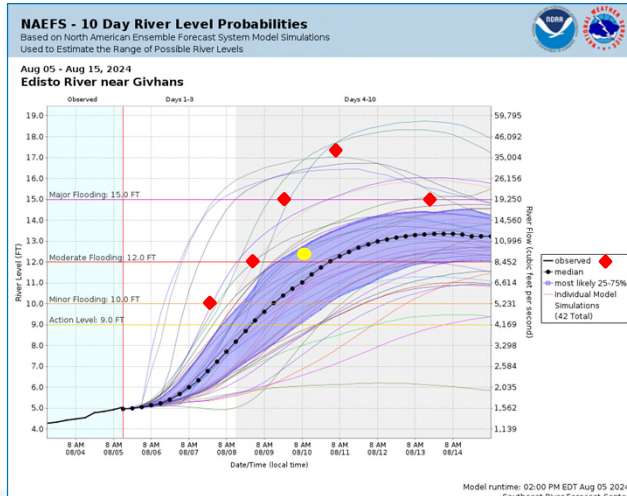 NAEFS - 10 Day River Level Probabilities
Based on North American Ensemble Forecast System Model Simulations
Used to Estimate the Range of Possible River Levels
NOAA
NATIONAL WEATHER SERVICE
Aug 05 - Aug 15, 2024
Edisto River near Givhans
Observed Days 1-3 Days 4-10
19.0 59,795
18.0 46,092
17.0 35,004
16.0 26,156
Major Flooding: 15.0 FT
15.0 19,250
14.0 14,560
13.0 10,996
Moderate Flooding: 12.0 FT
12.0 8,452
11.0 6,614
Minor Flooding: 10.0 FT
10.0 5,231
Action Level: 9.0 FT
9.0 4,169
8.0 3,298
7.0 2,584
6.0 2,035
5.0 1,562
4.0 1,139
River Level (FT)
River Flow (cubic feet per second)
observed
median
most likely 25-75%
Individual Model
Simulations
(42 Total)
8 AM 8 AM 8 AM 8 AM 8 AM 8 AM 8 AM 8 AM 8 AM 8 AM 8 AM
08/04 08/05 08/06 08/07 08/08 08/09 08/10 08/11 08/12 08/13 08/14
Date/Time (local time)
Model runtime: 02:00 PM EDT Aug 05 2024
Southeast River Forecast Center